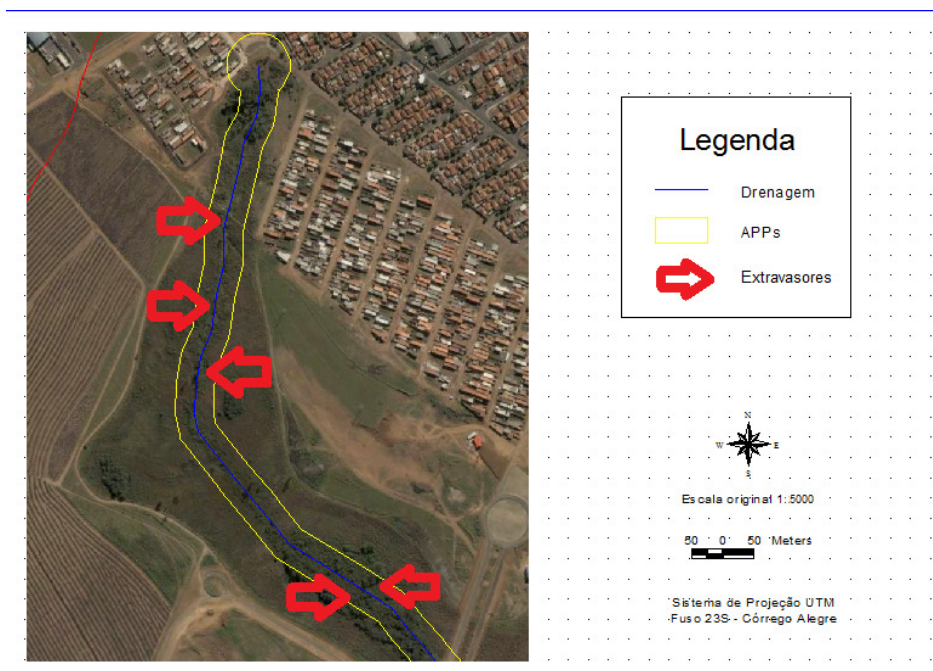 Legenda
Drenagem
APPs
Extravasores
N
W E
S
Escala original 1:5000
50 0 50 Meters
Sistema de Projeção UTM
Fuso 23S - Córrego Alegre